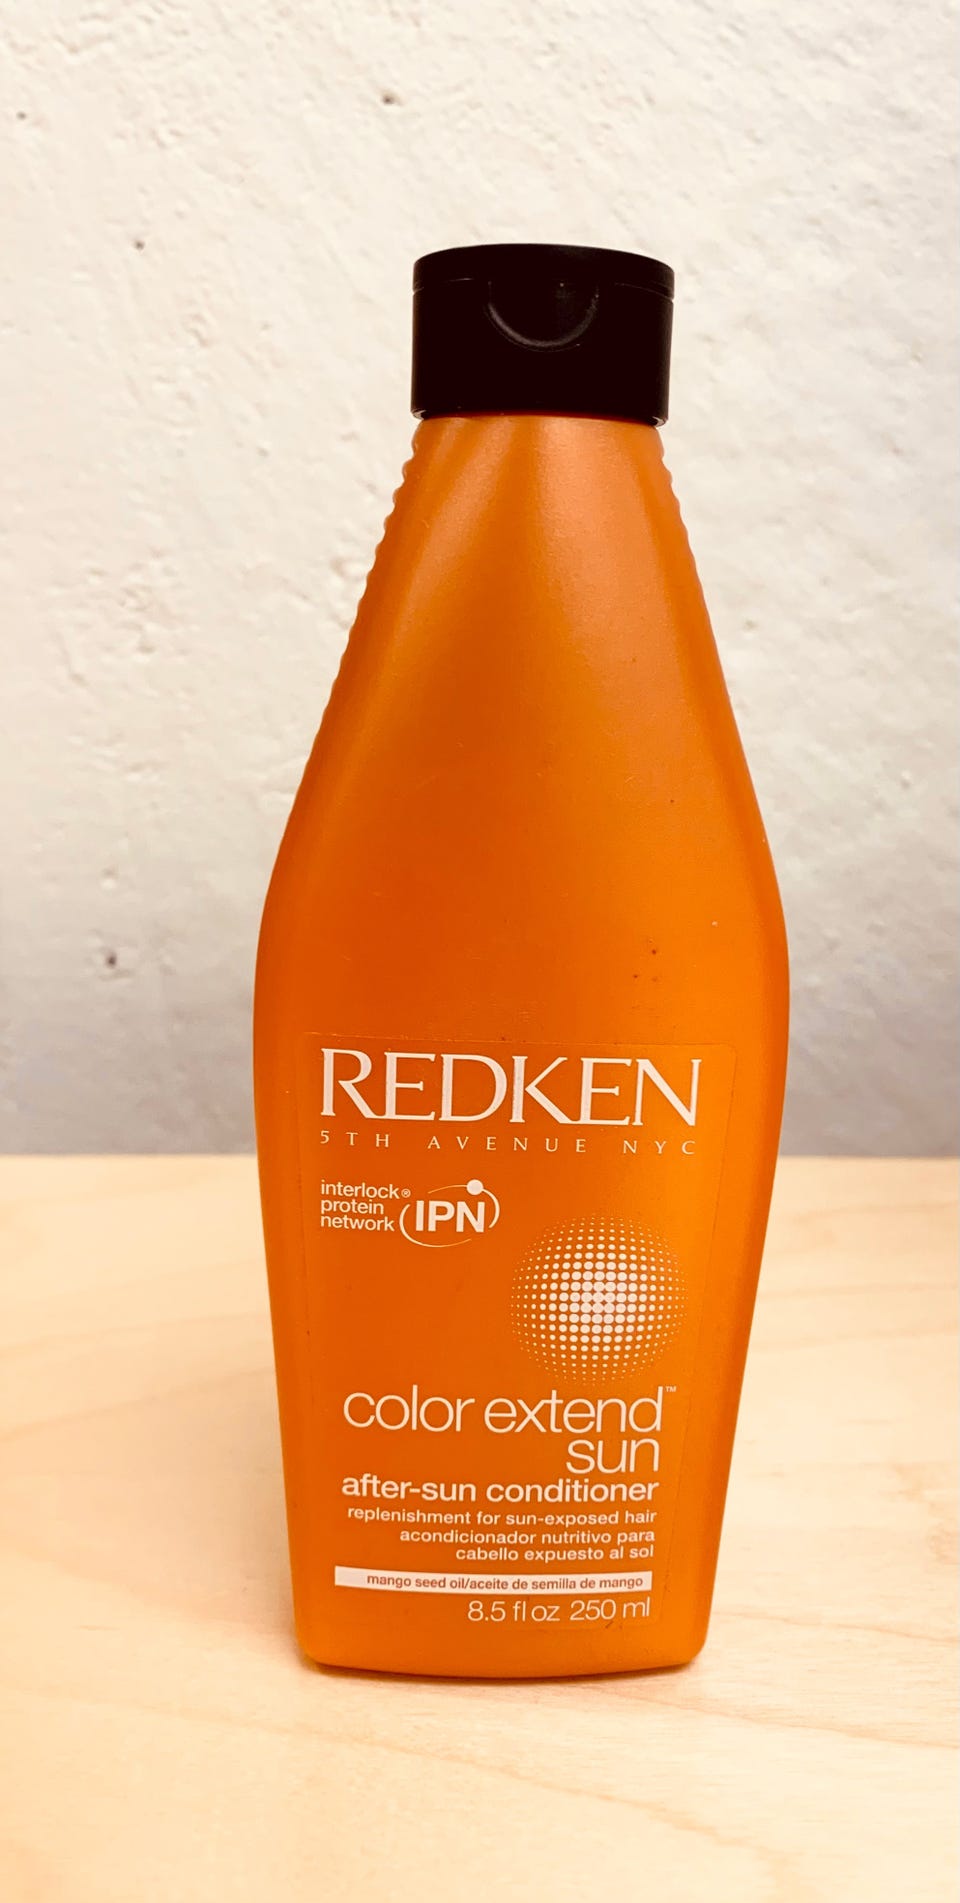 REDKEN
5TH AVENUE NYC
interlock®
protein
network IPN
color extend™
sun
after-sun conditioner
replenishment for sun-exposed hair
acondicionador nutritivo para
cabello expuesto al sol
mango seed oil/aceite de semilla de mango
8.5 fl oz 250 ml